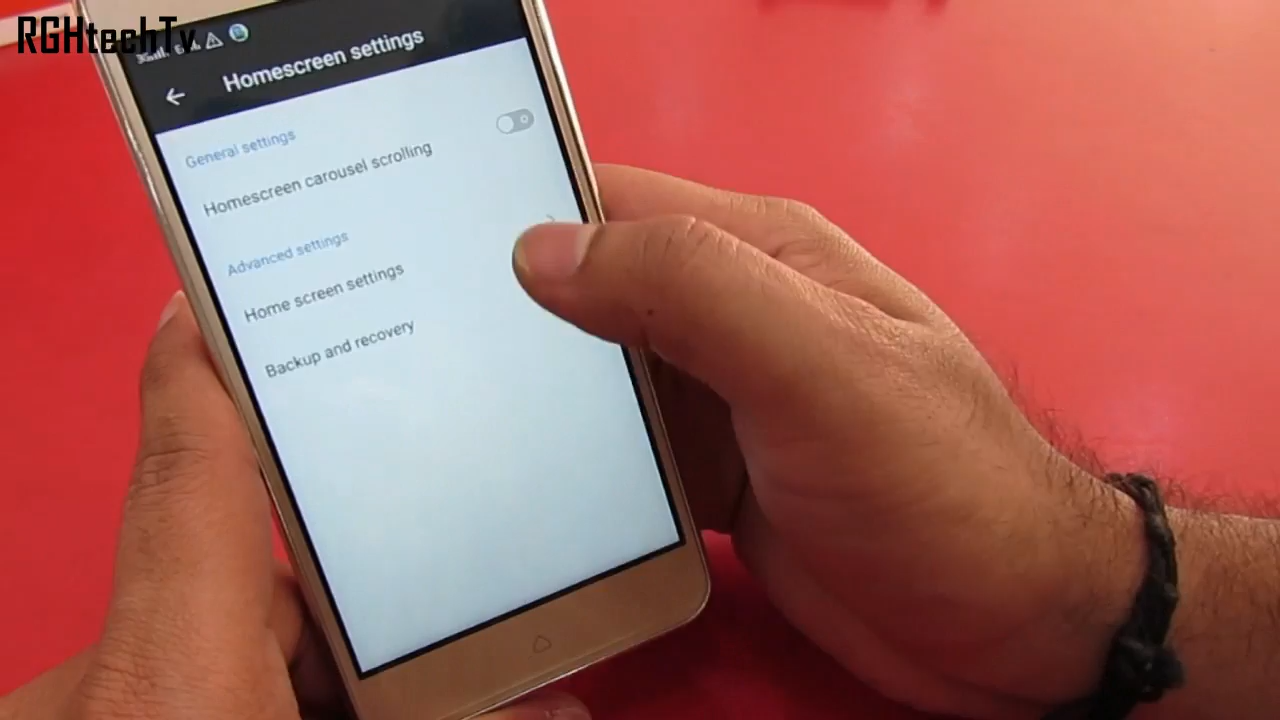 RGHtechTv
Homescreen settings
General settings
Homescreen carousel scrolling
Advanced settings
Home screen settings
Backup and recovery